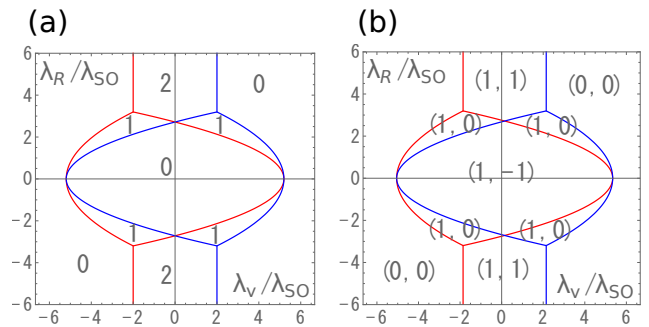 (a) (b)
6 λR/λSO 2 0
4
2 1 1
0 0
−2 1 1
−4 0 2
−6 λv/λSO
−6 −4 −2 0 2 4 6
6 λR/λSO (1, 1) (0, 0)
4
2 (1, 0) (1, 0)
0 (1, −1)
−2 (1, 0) (1, 0)
−4 (0, 0) (1, 1)
−6 λv/λSO
−6 −4 −2 0 2 4 6